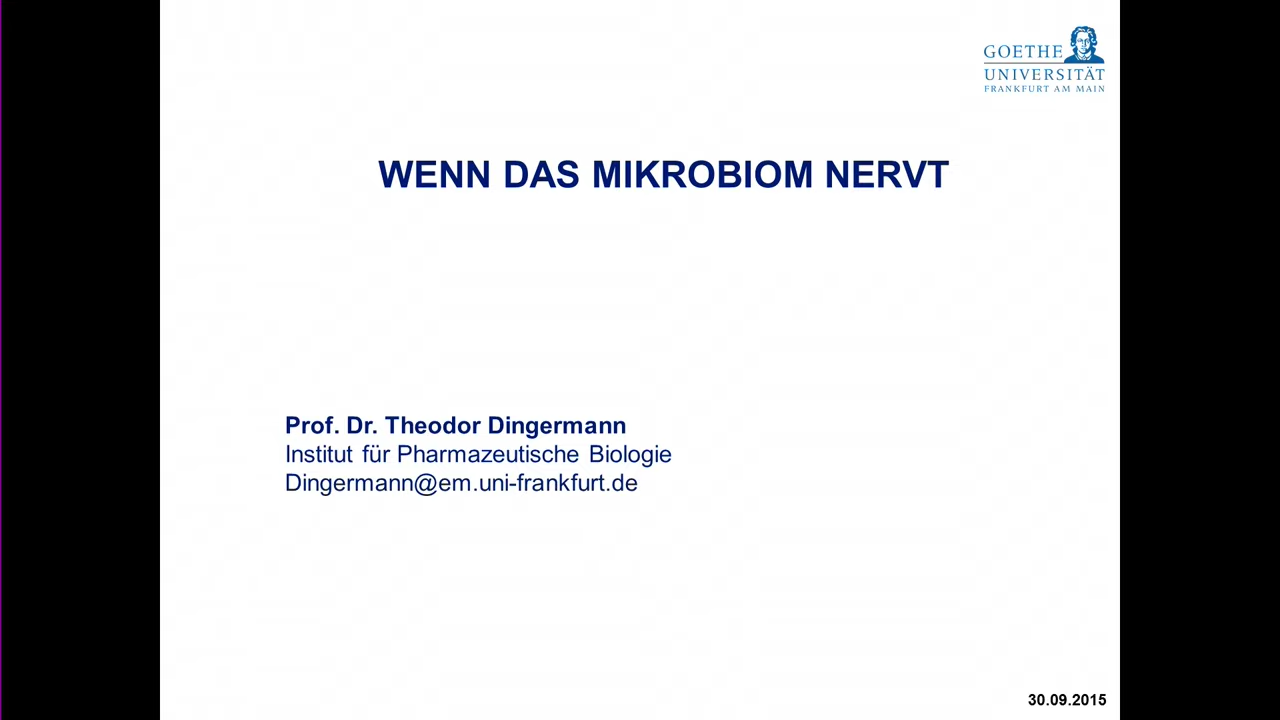 GOETHE
UNIVERSITÄT
FRANKFURT AM MAIN
WENN DAS MIKROBIOM NERVT
Prof. Dr. Theodor Dingermann
Institut für Pharmazeutische Biologie
Dingermann@em.uni-frankfurt.de
30.09.2015